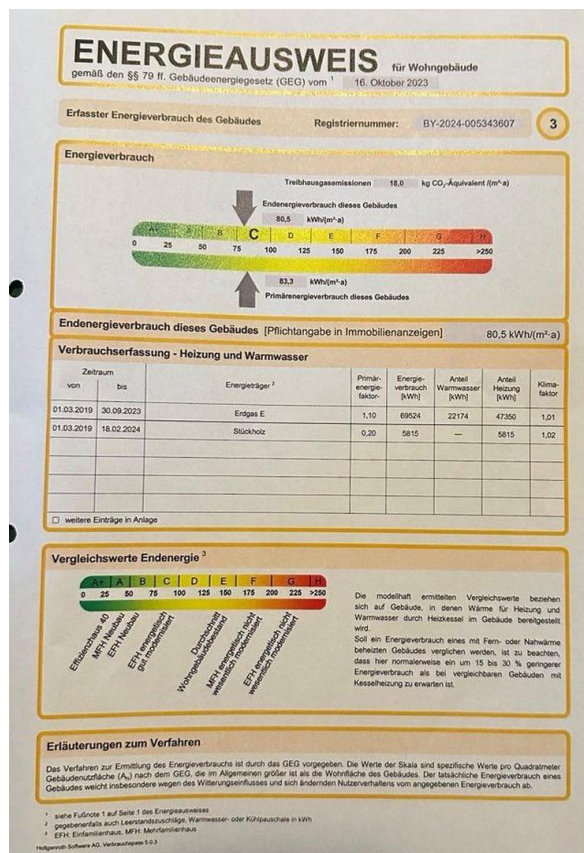 ENERGIEAUSWEIS für Wohngebäude
gemäß den §§ 79 ff. Gebäudeenergiegesetz (GEG) vom ¹ 16. Oktober 2023
Erfasster Energieverbrauch des Gebäudes Registriernummer: BY-2024-005343607 3
Energieverbrauch
Treibhausgasemissionen 18,0 kg CO₂-Äquivalent /(m²·a)
Endenergieverbrauch dieses Gebäudes
80,5 kWh/(m²·a)
A+ A B C D E F G H
0 25 50 75 100 125 150 175 200 225 >250
83,3 kWh/(m²·a)
Primärenergieverbrauch dieses Gebäudes
Endenergieverbrauch dieses Gebäudes [Pflichtangabe in Immobilienanzeigen] 80,5 kWh/(m²·a)
Verbrauchserfassung - Heizung und Warmwasser
Zeitraum
von bis
Energieträger ²
Primär-
energie-
faktor-
Energie-
verbrauch
[kWh]
Anteil
Warmwasser
[kWh]
Anteil
Heizung
[kWh]
Klima-
faktor
01.03.2019 30.09.2023 Erdgas E 1,10 69524 22174 47350 1,01
01.03.2019 18.02.2024 Stückholz 0,20 5815 — 5815 1,02
weitere Einträge in Anlage
Vergleichswerte Endenergie ³
A+ A B C D E F G H
0 25 50 75 100 125 150 175 200 225 >250
Effizienzhaus 40
MFH Neubau
EFH Neubau
EFH energetisch
gut modernisiert
Durchschnitt
Wohngebäudebestand
MFH energetisch nicht
wesentlich modernisiert
EFH energetisch nicht
wesentlich modernisiert
Die modellhaft ermittelten Vergleichswerte beziehen
sich auf Gebäude, in denen Wärme für Heizung und
Warmwasser durch Heizkessel im Gebäude bereitgestellt
wird.
Soll ein Energieverbrauch eines mit Fern- oder Nahwärme
beheizten Gebäudes verglichen werden, ist zu beachten,
dass hier normalerweise ein um 15 bis 30 % geringerer
Energieverbrauch als bei vergleichbaren Gebäuden mit
Kesselheizung zu erwarten ist.
Erläuterungen zum Verfahren
Das Verfahren zur Ermittlung des Energieverbrauchs ist durch das GEG vorgegeben. Die Werte der Skala sind spezifische Werte pro Quadratmeter
Gebäudenutzfläche (A_N) nach dem GEG, die im Allgemeinen größer ist als die Wohnfläche des Gebäudes. Der tatsächliche Energieverbrauch eines
Gebäudes weicht insbesondere wegen des Witterungseinflusses und sich ändernden Nutzerverhaltens vom angegebenen Energieverbrauch ab.
¹ siehe Fußnote 1 auf Seite 1 des Energieausweises
² gegebenenfalls auch Leerstandszuschläge, Warmwasser- oder Kühlpauschale in kWh
³ EFH: Einfamilienhaus, MFH: Mehrfamilienhaus
Hottgenroth Software AG, Verbrauchspass 5.0.3